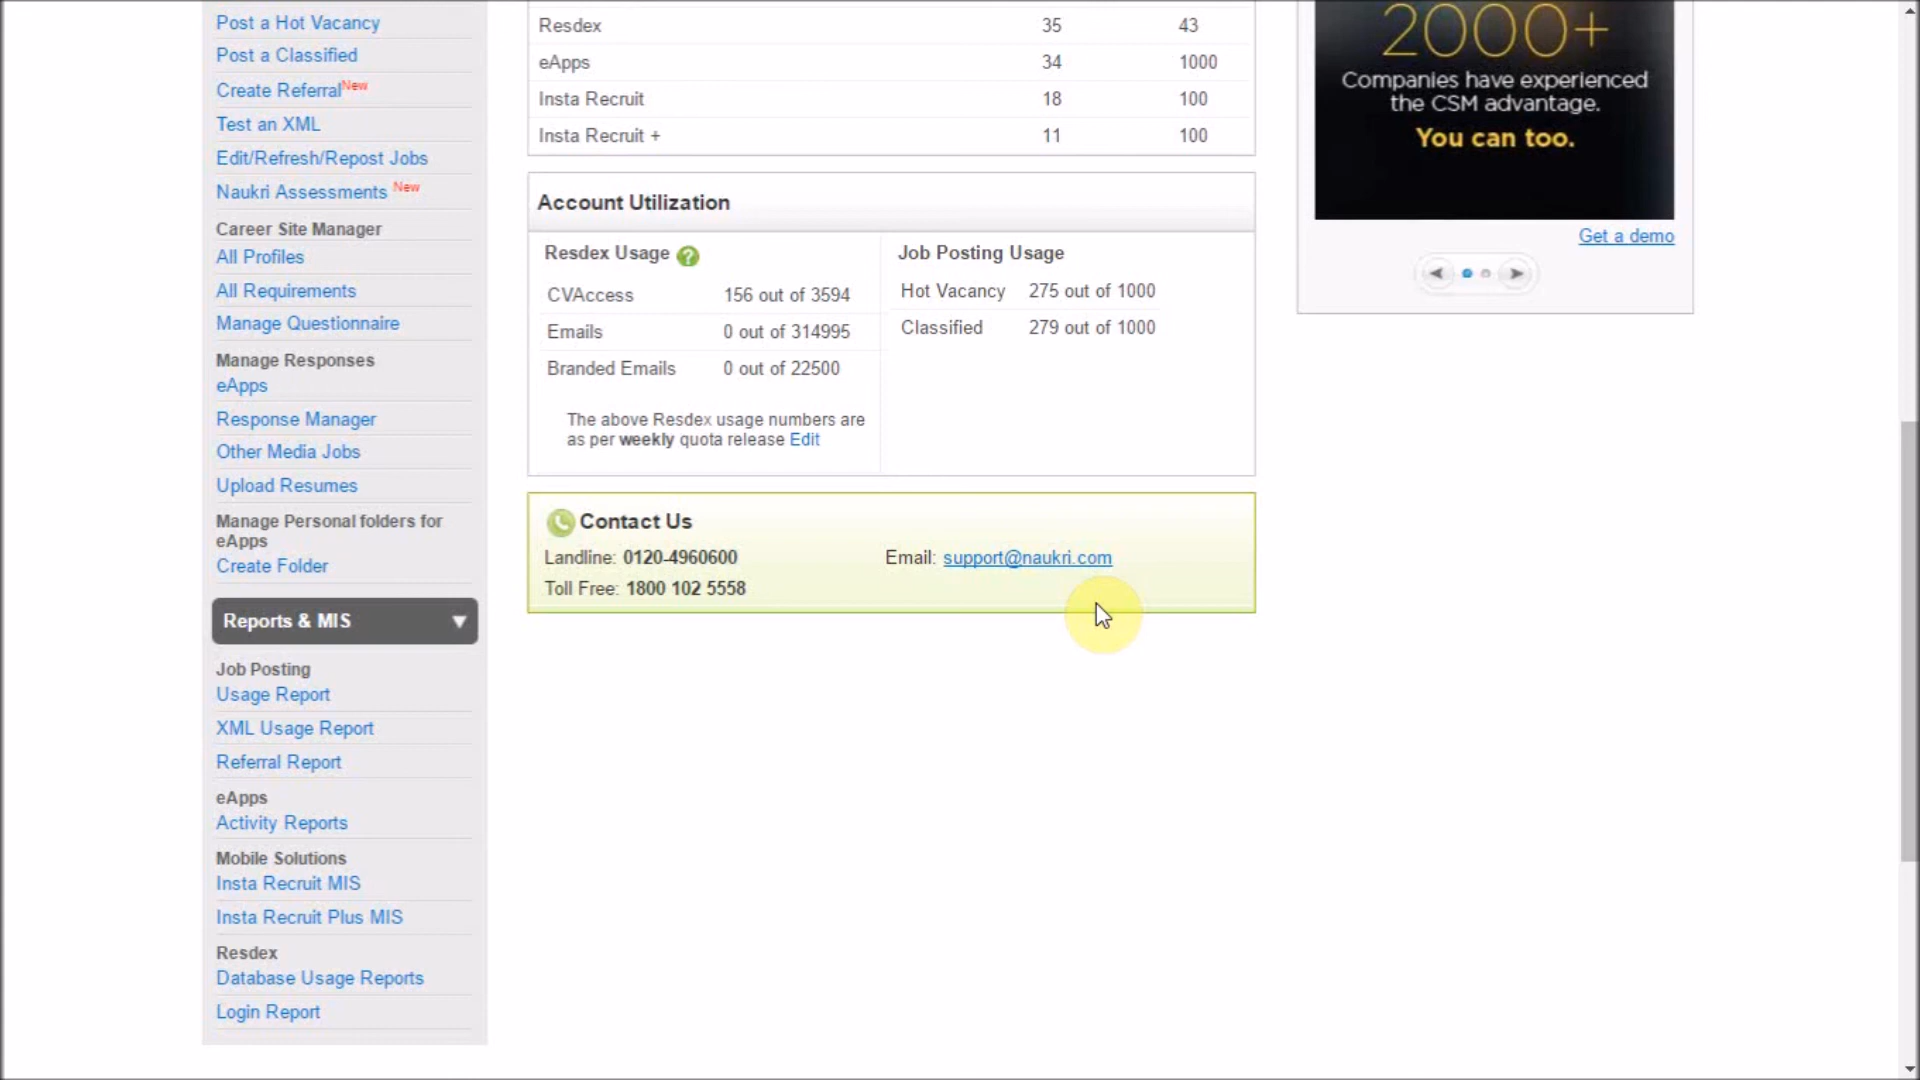 Post a Hot Vacancy
Post a Classified
Create Referral New
Test an XML
Edit/Refresh/Repost Jobs
Naukri Assessments New
Career Site Manager
All Profiles
All Requirements
Manage Questionnaire
Manage Responses
eApps
Response Manager
Other Media Jobs
Upload Resumes
Manage Personal folders for
eApps
Create Folder
Reports & MIS
Job Posting
Usage Report
XML Usage Report
Referral Report
eApps
Activity Reports
Mobile Solutions
Insta Recruit MIS
Insta Recruit Plus MIS
Resdex
Database Usage Reports
Login Report
Resdex 35 43
eApps 34 1000
Insta Recruit 18 100
Insta Recruit + 11 100
Account Utilization
Resdex Usage ?
CVAccess 156 out of 3594
Emails 0 out of 314995
Branded Emails 0 out of 22500
The above Resdex usage numbers are
as per weekly quota release Edit
Job Posting Usage
Hot Vacancy 275 out of 1000
Classified 279 out of 1000
Contact Us
Landline: 0120-4960600 Email: support@naukri.com
Toll Free: 1800 102 5558
2000+
Companies have experienced
the CSM advantage.
You can too.
Get a demo